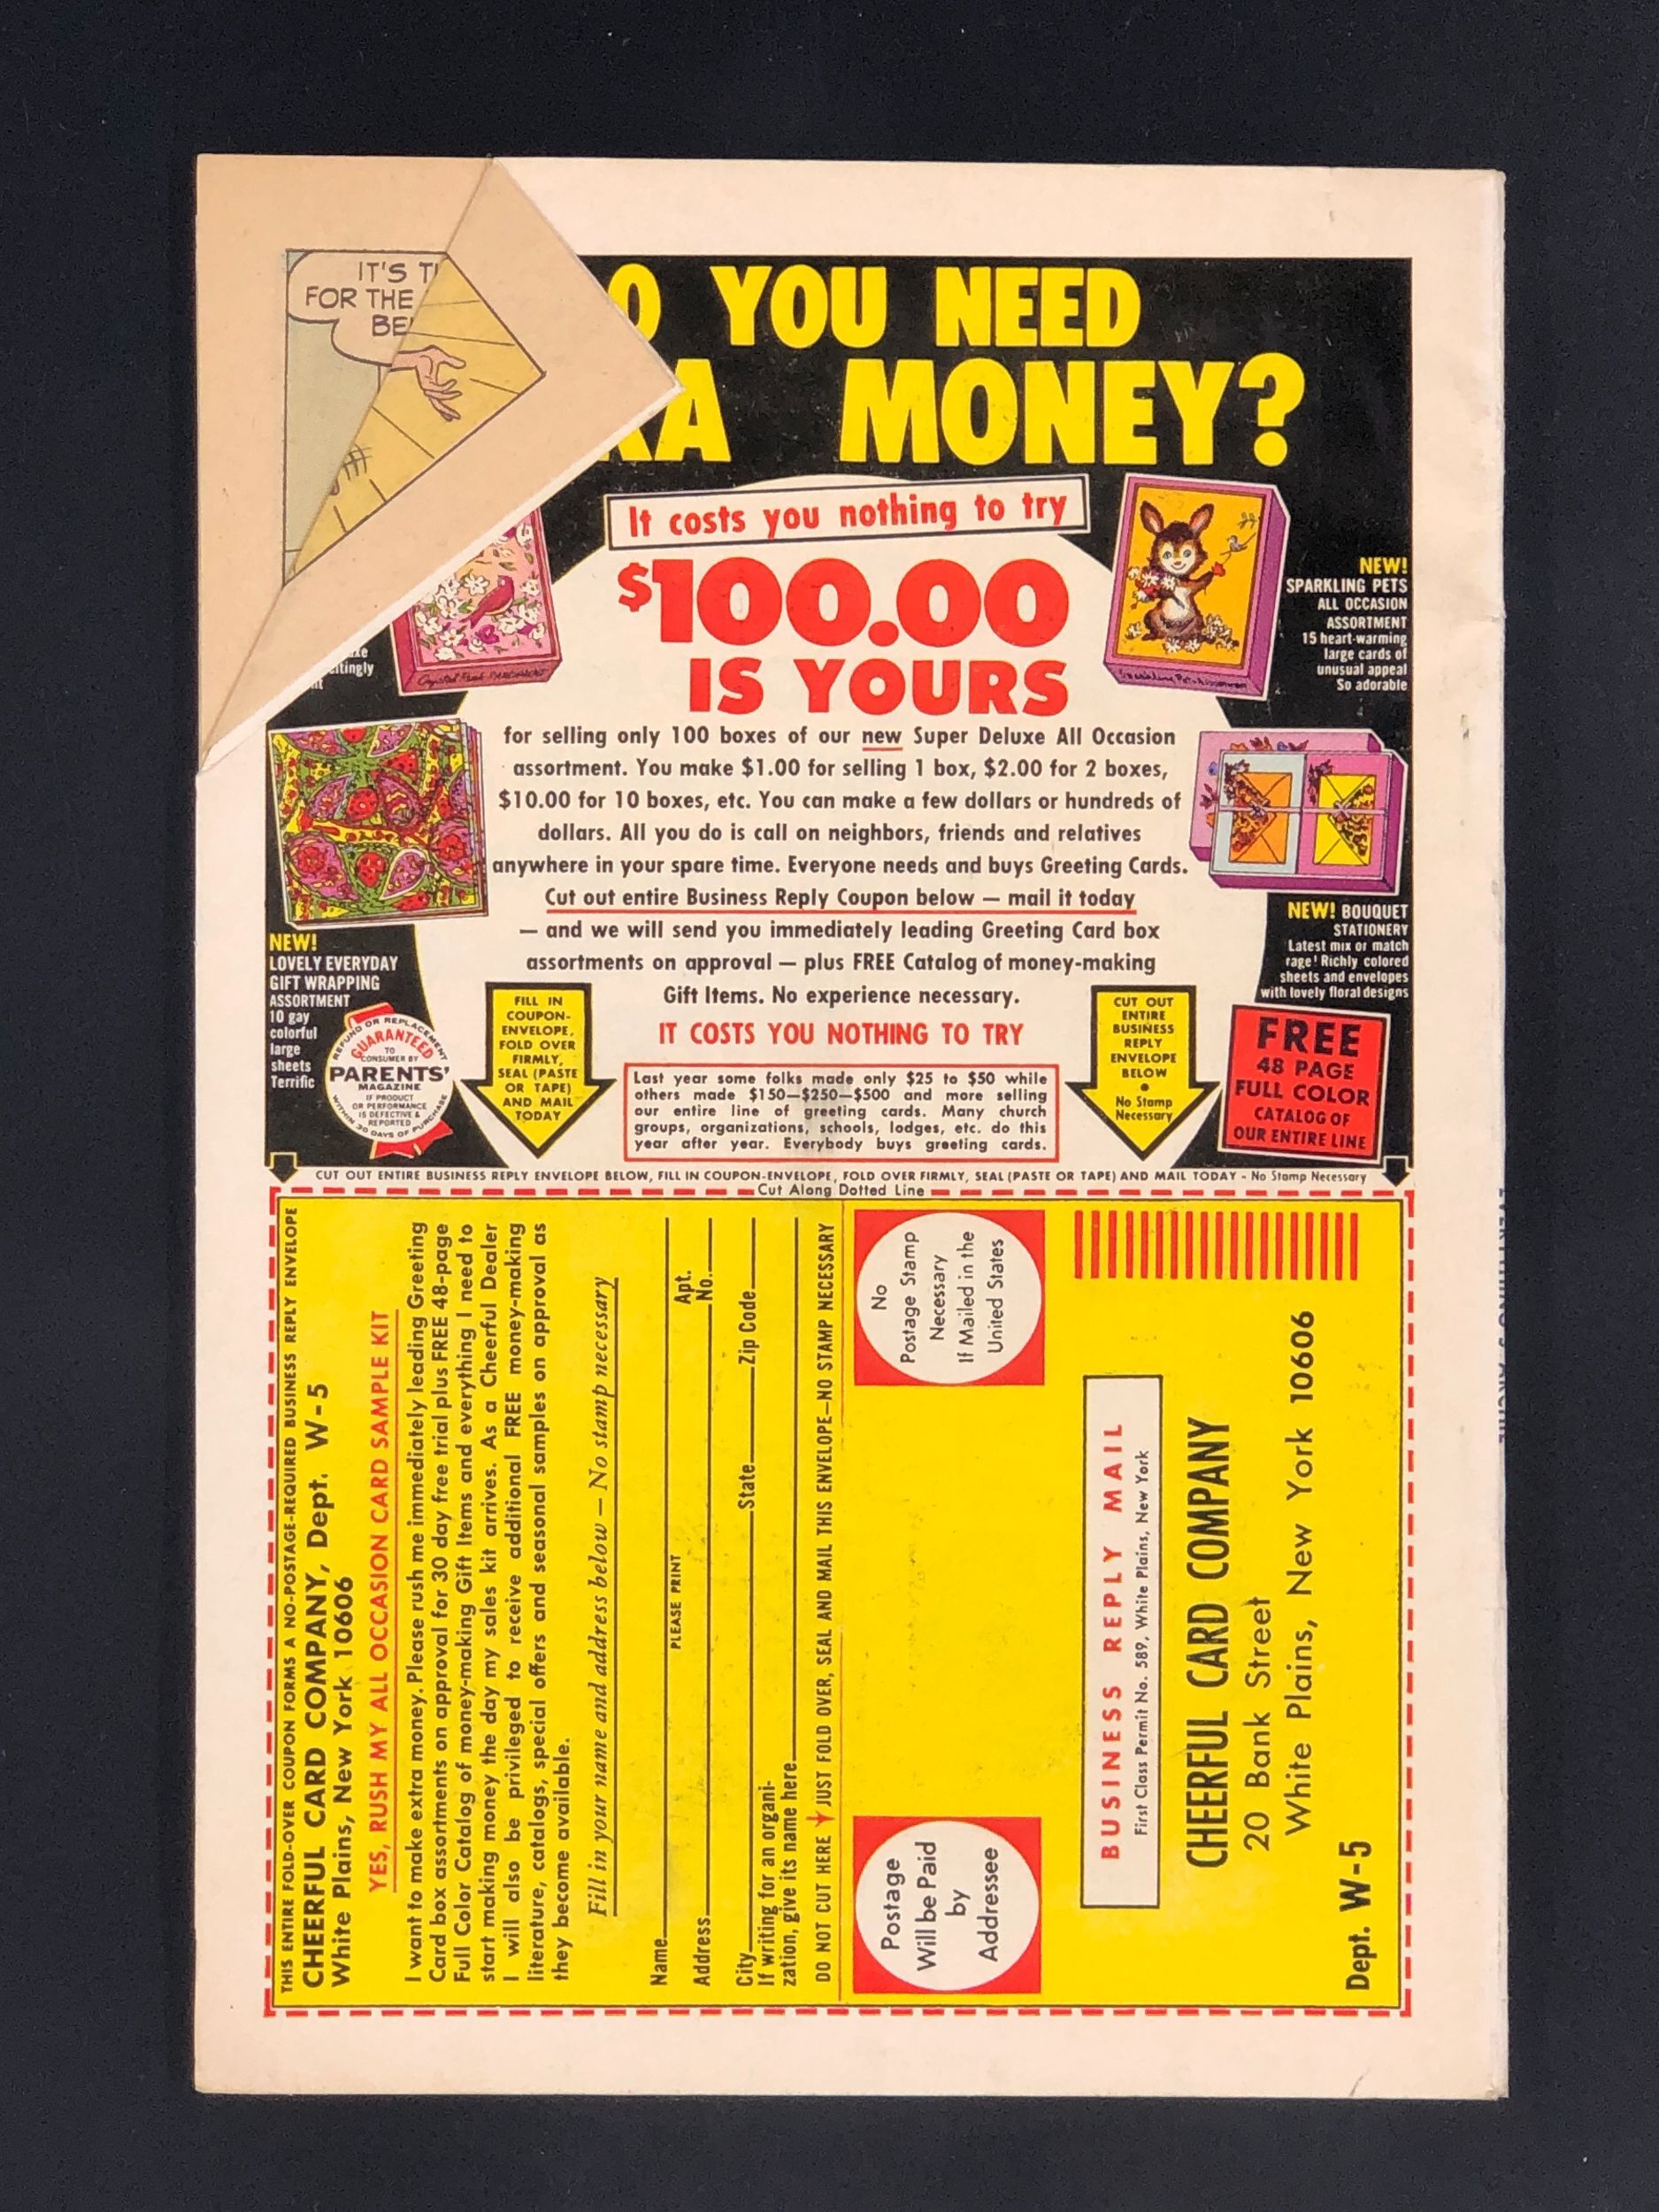 IT'S
FOR THE
O YOU NEED
RA MONEY?
It costs you nothing to try
$100.00
IS YOURS
NEW!
SPARKLING PETS
ALL OCCASION
ASSORTMENT
15 heart-warming
large cards of
unusual appeal
So adorable
for selling only 100 boxes of our new Super Deluxe All Occasion
assortment. You make $1.00 for selling 1 box, $2.00 for 2 boxes,
$10.00 for 10 boxes, etc. You can make a few dollars or hundreds of
dollars. All you do is call on neighbors, friends and relatives
anywhere in your spare time. Everyone needs and buys Greeting Cards.
Cut out entire Business Reply Coupon below — mail it today
— and we will send you immediately leading Greeting Card box
assortments on approval — plus FREE Catalog of money-making
Gift Items. No experience necessary.
IT COSTS YOU NOTHING TO TRY
NEW!
LOVELY EVERYDAY
GIFT WRAPPING
ASSORTMENT
10 gay
colorful
large
sheets
Terrific
REFUND OR REPLACEMENT
GUARANTEED
TO
CONSUMER BY
PARENTS'
MAGAZINE
IF PRODUCT
OR PERFORMANCE
IS DEFECTIVE &
REPORTED
WITHIN 30 DAYS OF PURCHASE
FILL IN
COUPON-
ENVELOPE,
FOLD OVER
FIRMLY,
SEAL (PASTE
OR TAPE)
AND MAIL
TODAY
Last year some folks made only $25 to $50 while
others made $150—$250—$500 and more selling
our entire line of greeting cards. Many church
groups, organizations, schools, lodges, etc. do this
year after year. Everybody buys greeting cards.
CUT OUT
ENTIRE
BUSINESS
REPLY
ENVELOPE
BELOW
•
No Stamp
Necessary
NEW! BOUQUET
STATIONERY
Latest mix or match
rage! Richly colored
sheets and envelopes
with lovely floral designs
FREE
48 PAGE
FULL COLOR
CATALOG OF
OUR ENTIRE LINE
CUT OUT ENTIRE BUSINESS REPLY ENVELOPE BELOW, FILL IN COUPON-ENVELOPE, FOLD OVER FIRMLY, SEAL (PASTE OR TAPE) AND MAIL TODAY - No Stamp Necessary
Cut Along Dotted Line
THIS ENTIRE FOLD-OVER COUPON FORMS A NO-POSTAGE-REQUIRED BUSINESS REPLY ENVELOPE
CHEERFUL CARD COMPANY, Dept. W-5
White Plains, New York 10606
YES, RUSH MY ALL OCCASION CARD SAMPLE KIT
I want to make extra money. Please rush me immediately leading Greeting
Card box assortments on approval for 30 day free trial plus FREE 48-page
Full Color Catalog of money-making Gift Items and everything I need to
start making money the day my sales kit arrives. As a Cheerful Dealer
I will also be privileged to receive additional FREE money-making
literature, catalogs, special offers and seasonal samples on approval as
they become available.
Fill in your name and address below — No stamp necessary
Name
PLEASE PRINT
Address Apt. No.
City State Zip Code
If writing for an organi-
zation, give its name here
DO NOT CUT HERE JUST FOLD OVER, SEAL AND MAIL THIS ENVELOPE—NO STAMP NECESSARY
Postage
Will be Paid
by
Addressee
No
Postage Stamp
Necessary
If Mailed in the
United States
BUSINESS REPLY MAIL
First Class Permit No. 589, White Plains, New York
CHEERFUL CARD COMPANY
20 Bank Street
White Plains, New York 10606
Dept. W-5